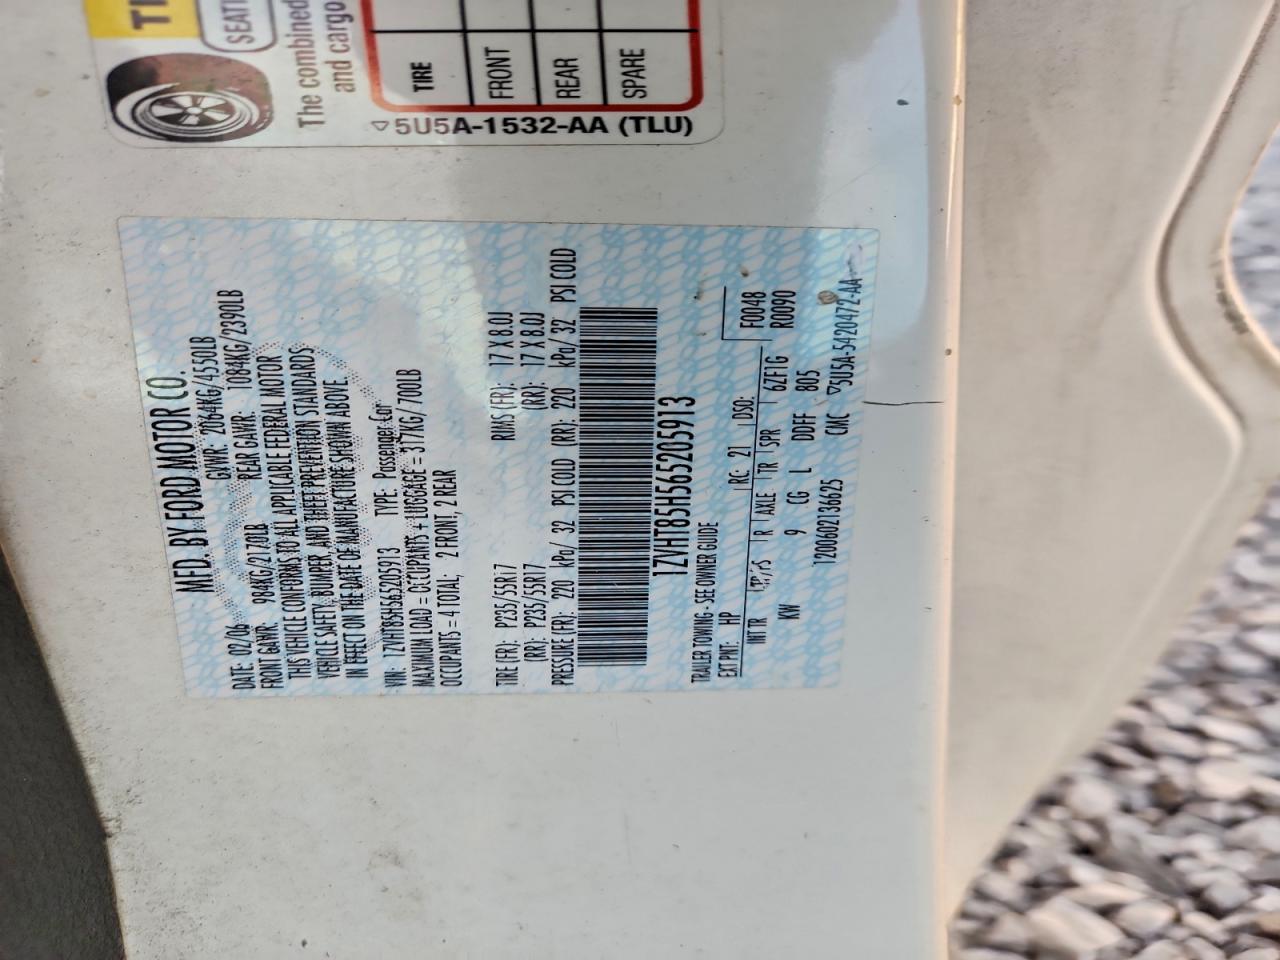 TI
SEATI
The combined
and cargo
TIRE
FRONT
REAR
SPARE
5U5A-1532-AA (TLU)
MFD. BY FORD MOTOR CO.
DATE: 02/06 GVWR: 2064KG/4550LB
FRONT GAWR: 984KG/2170LB REAR GAWR: 1084KG/2390LB
THIS VEHICLE CONFORMS TO ALL APPLICABLE FEDERAL MOTOR
VEHICLE SAFETY, BUMPER, AND THEFT PREVENTION STANDARDS
IN EFFECT ON THE DATE OF MANUFACTURE SHOWN ABOVE.
VIN: 1ZVHT85H565205913 TYPE: Passenger Car
MAXIMUM LOAD = OCCUPANTS + LUGGAGE = 317KG/700LB
OCCUPANTS = 4 TOTAL; 2 FRONT, 2 REAR
TIRE (FR): P235/55R17 RIMS (FR): 17 X 8.0J
(RR): P235/55R17 (RR): 17 X 8.0J
PRESSURE (FR): 220 kPa/ 32 PSI COLD (RR): 220 kPa/ 32 PSI COLD
1ZVHT85H565205913
TRAILER TOWING - SEE OWNER GUIDE
F0048
EXT PNT: HP RC: 21 DSO: R0090
INT TR R AXLE TR SPR 6ZF1G
KW 9 CG L DDFF 805
1200602136625 CMC 5U5A-5420472-AA